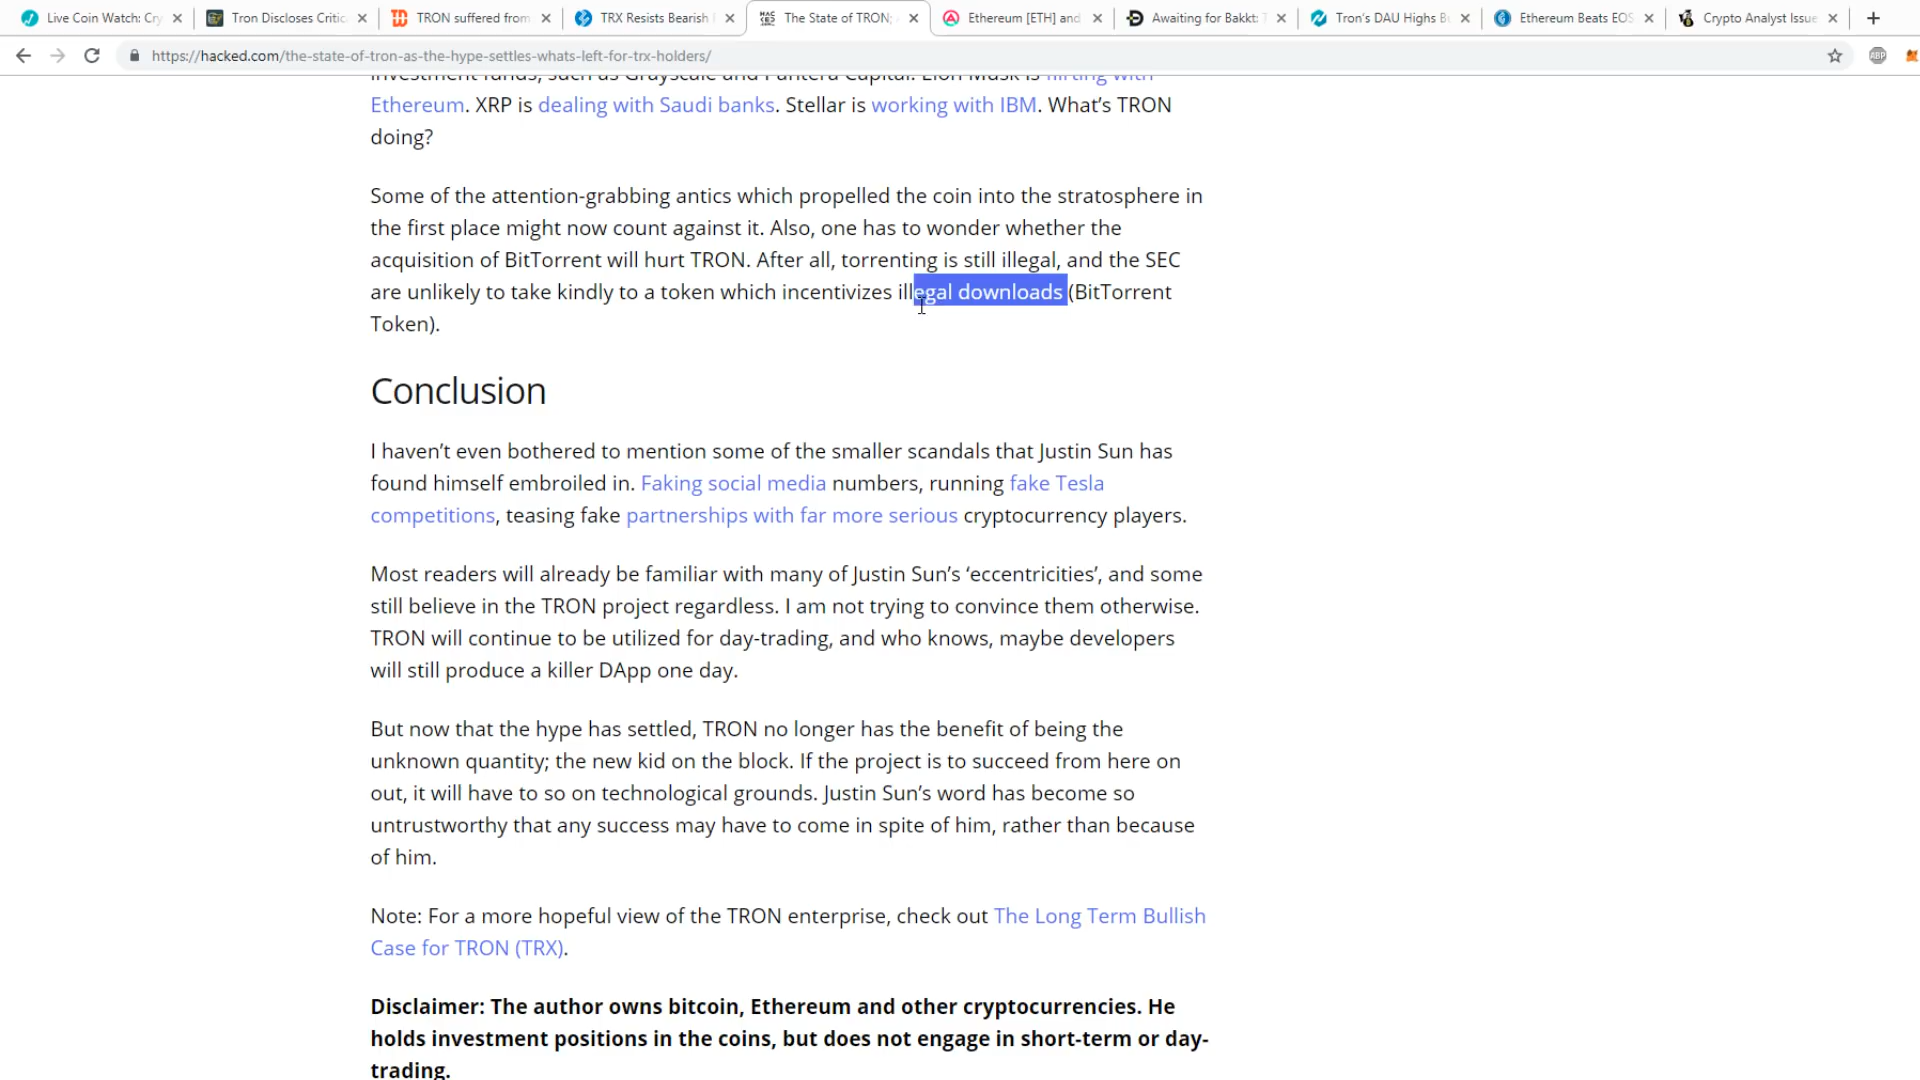 Live Coin Watch: Cry
Tron Discloses Critic
TRON suffered from
TRX Resists Bearish
The State of TRON;
Ethereum [ETH] and
Awaiting for Bakkt:
Tron's DAU Highs
Ethereum Beats EOS
Crypto Analyst Issue
https://hacked.com/the-state-of-tron-as-the-hype-settles-whats-left-for-trx-holders/
ABP
investment funds, such as Grayscale and Pantera Capital. Elon Musk is flirting with
Ethereum. XRP is dealing with Saudi banks. Stellar is working with IBM. What's TRON
doing?
Some of the attention-grabbing antics which propelled the coin into the stratosphere in
the first place might now count against it. Also, one has to wonder whether the
acquisition of BitTorrent will hurt TRON. After all, torrenting is still illegal, and the SEC
are unlikely to take kindly to a token which incentivizes illegal downloads (BitTorrent
Token).
Conclusion
I haven't even bothered to mention some of the smaller scandals that Justin Sun has
found himself embroiled in. Faking social media numbers, running fake Tesla
competitions, teasing fake partnerships with far more serious cryptocurrency players.
Most readers will already be familiar with many of Justin Sun's ‘eccentricities’, and some
still believe in the TRON project regardless. I am not trying to convince them otherwise.
TRON will continue to be utilized for day-trading, and who knows, maybe developers
will still produce a killer DApp one day.
But now that the hype has settled, TRON no longer has the benefit of being the
unknown quantity; the new kid on the block. If the project is to succeed from here on
out, it will have to so on technological grounds. Justin Sun's word has become so
untrustworthy that any success may have to come in spite of him, rather than because
of him.
Note: For a more hopeful view of the TRON enterprise, check out The Long Term Bullish
Case for TRON (TRX).
Disclaimer: The author owns bitcoin, Ethereum and other cryptocurrencies. He
holds investment positions in the coins, but does not engage in short-term or day-
trading.